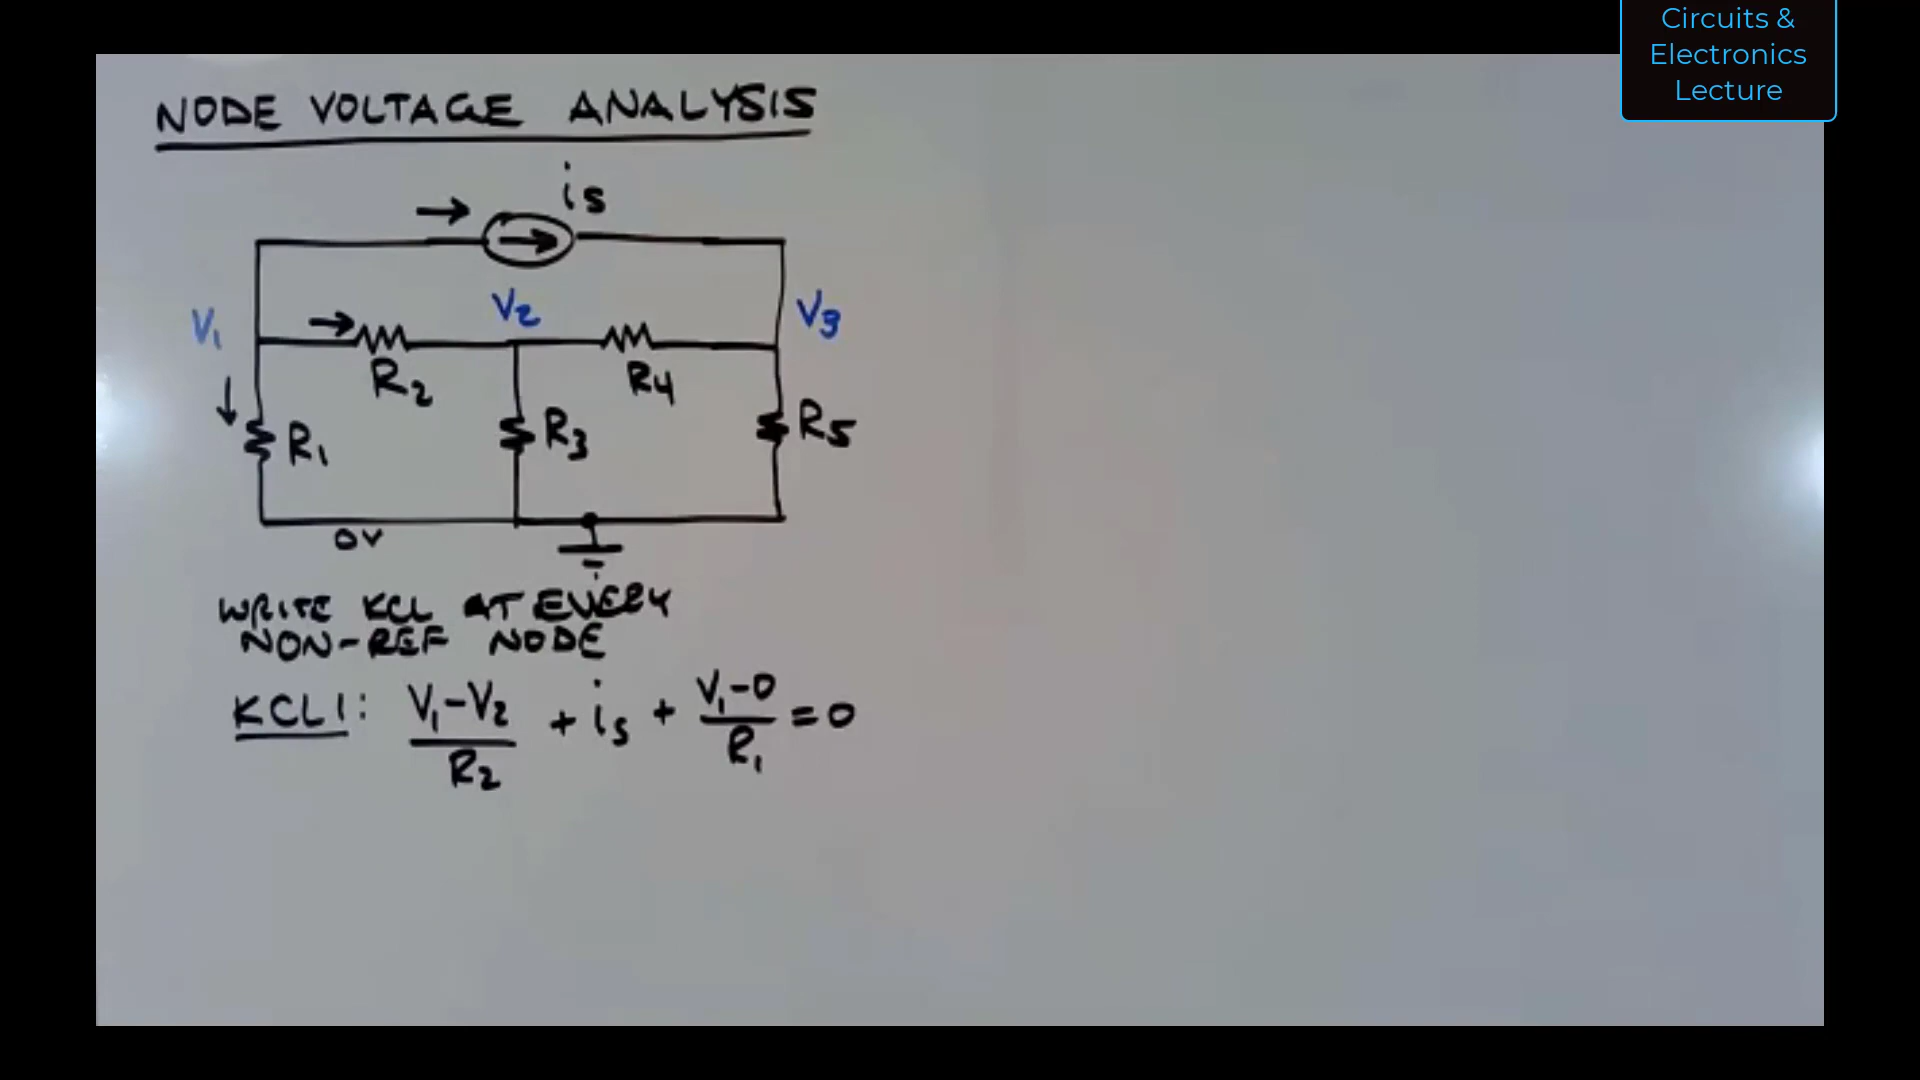 Circuits &
Electronics
Lecture
NODE VOLTAGE ANALYSIS
is
V1
V2
V3
R2
R4
R1
R3
R5
0V
WRITE KCL AT EVERY
NON-REF NODE
KCL1: (V1-V2)/R2 + is + (V1-0)/R1 = 0